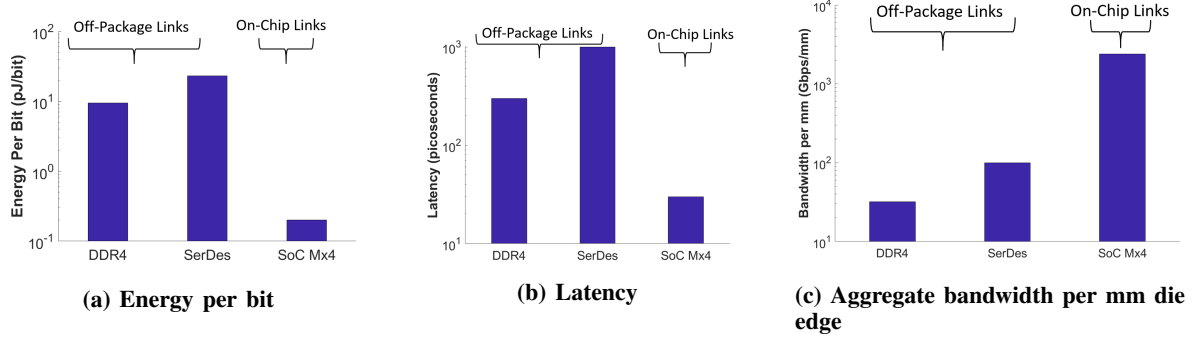 Off-Package Links
On-Chip Links
10^2
10^1
10^0
10^-1
Energy Per Bit (pJ/bit)
DDR4
SerDes
SoC Mx4
(a) Energy per bit
Off-Package Links
On-Chip Links
10^3
10^2
10^1
Latency (picoseconds)
DDR4
SerDes
SoC Mx4
(b) Latency
Off-Package Links
On-Chip Links
10^4
10^3
10^2
10^1
Bandwidth per mm (Gbps/mm)
DDR4
SerDes
SoC Mx4
(c) Aggregate bandwidth per mm die
edge